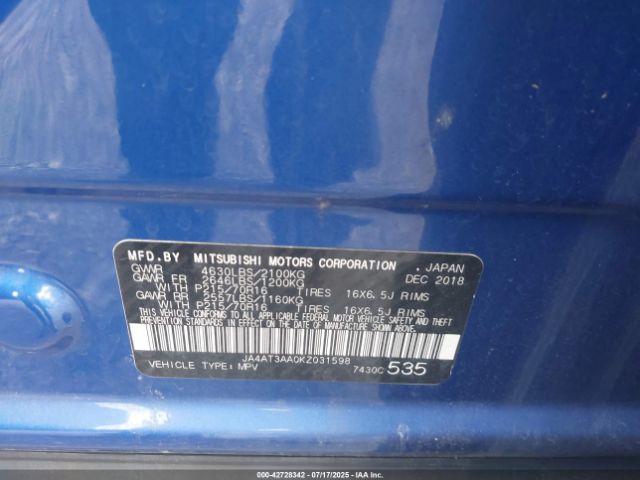 MFD.BY MITSUBISHI MOTORS CORPORATION , JAPAN
GVWR 4630LBS/2100KG DEC 2018
GAWR FR 2646LBS/1200KG
WITH P215/70R16 TIRES 16X6.5J RIMS
GAWR RR 2557LBS/1160KG
WITH P215/70R16 TIRES 16X6.5J RIMS
THIS VEHICLE CONFORMS TO ALL APPLICABLE FEDERAL MOTOR VEHICLE SAFETY, BUMPER, AND THEFT
PREVENTION STANDARDS IN EFFECT ON THE DATE OF MANUFACTURE SHOWN ABOVE.
JA4AT3AA0KZ031598
VEHICLE TYPE: MPV 7430C 535
000-42728342 - 07/17/2025 - COPYRIGHT IAA, LLC